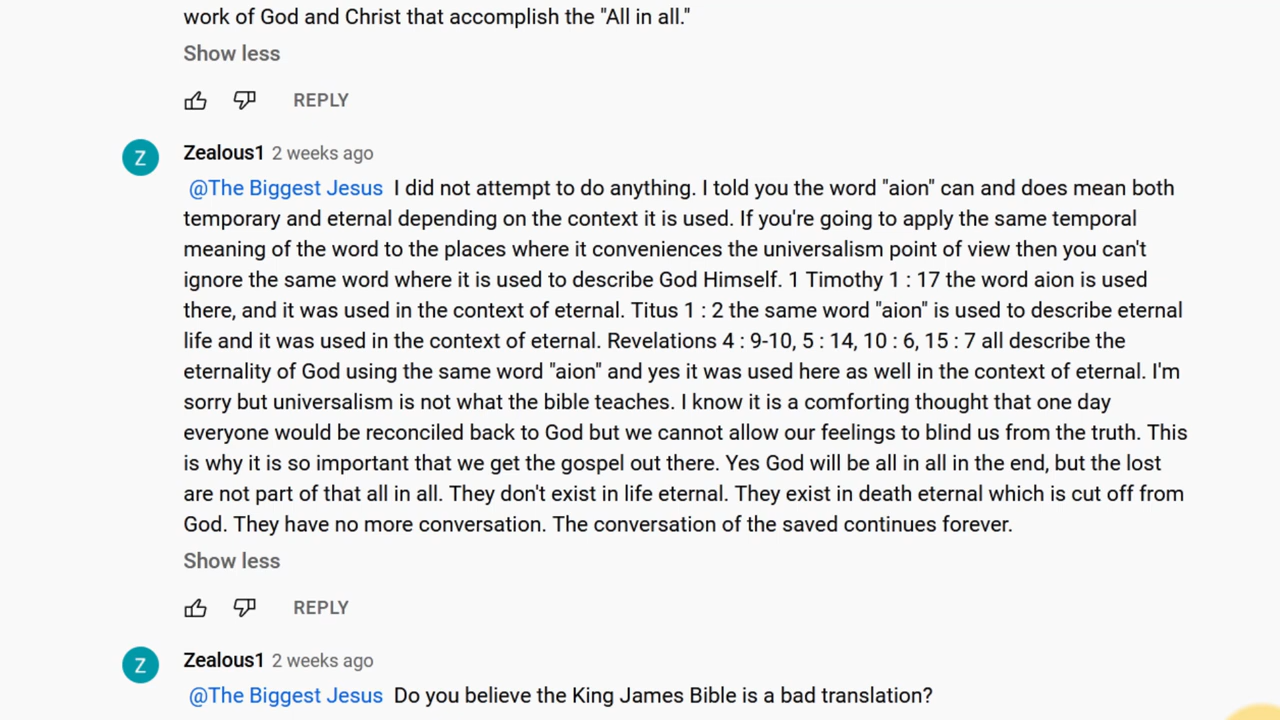 work of God and Christ that accomplish the "All in all."
Show less
REPLY
Z
Zealous1 2 weeks ago
@The Biggest Jesus I did not attempt to do anything. I told you the word "aion" can and does mean both
temporary and eternal depending on the context it is used. If you're going to apply the same temporal
meaning of the word to the places where it conveniences the universalism point of view then you can't
ignore the same word where it is used to describe God Himself. 1 Timothy 1 : 17 the word aion is used
there, and it was used in the context of eternal. Titus 1 : 2 the same word "aion" is used to describe eternal
life and it was used in the context of eternal. Revelations 4 : 9-10, 5 : 14, 10 : 6, 15 : 7 all describe the
eternality of God using the same word "aion" and yes it was used here as well in the context of eternal. I'm
sorry but universalism is not what the bible teaches. I know it is a comforting thought that one day
everyone would be reconciled back to God but we cannot allow our feelings to blind us from the truth. This
is why it is so important that we get the gospel out there. Yes God will be all in all in the end, but the lost
are not part of that all in all. They don't exist in life eternal. They exist in death eternal which is cut off from
God. They have no more conversation. The conversation of the saved continues forever.
Show less
REPLY
Z
Zealous1 2 weeks ago
@The Biggest Jesus Do you believe the King James Bible is a bad translation?